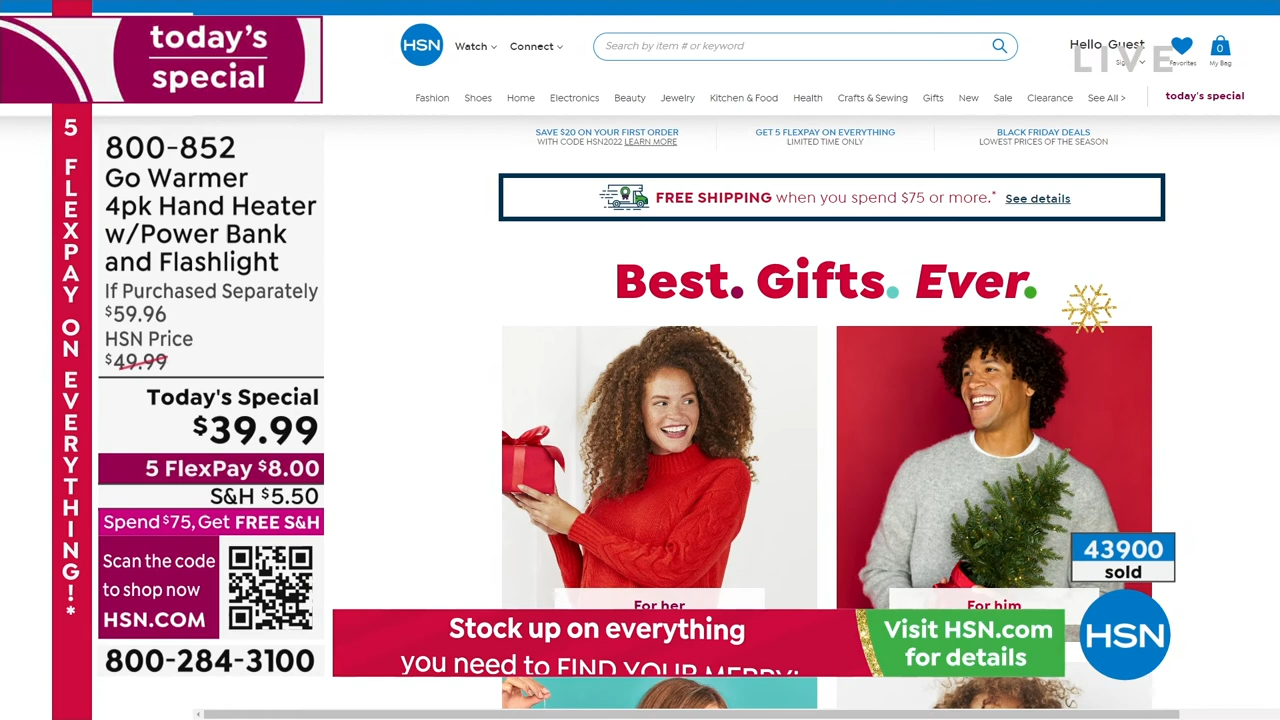 today's
special
5 FLEXPAY ON EVERYTHING!*
800-852
Go Warmer
4pk Hand Heater
w/Power Bank
and Flashlight
If Purchased Separately
$59.96
HSN Price
$49.99
Today's Special
$39.99
5 FlexPay $8.00
S&H $5.50
Spend $75, Get FREE S&H
Scan the code
to shop now
HSN.COM
800-284-3100
HSN
Watch
Connect
Search by item # or keyword
Hello, Guest
LIVE
Favorites
0
My Bag
Fashion Shoes Home Electronics Beauty Jewelry Kitchen & Food Health Crafts & Sewing Gifts New Sale Clearance See All > today's special
SAVE $20 ON YOUR FIRST ORDER
WITH CODE HSN2022 LEARN MORE
GET 5 FLEXPAY ON EVERYTHING
LIMITED TIME ONLY
BLACK FRIDAY DEALS
LOWEST PRICES OF THE SEASON
FREE SHIPPING when you spend $75 or more.* See details
Best. Gifts. Ever.
For her
For him
43900
sold
Stock up on everything
you need to FIND YOUR MERRY!
Visit HSN.com
for details
HSN